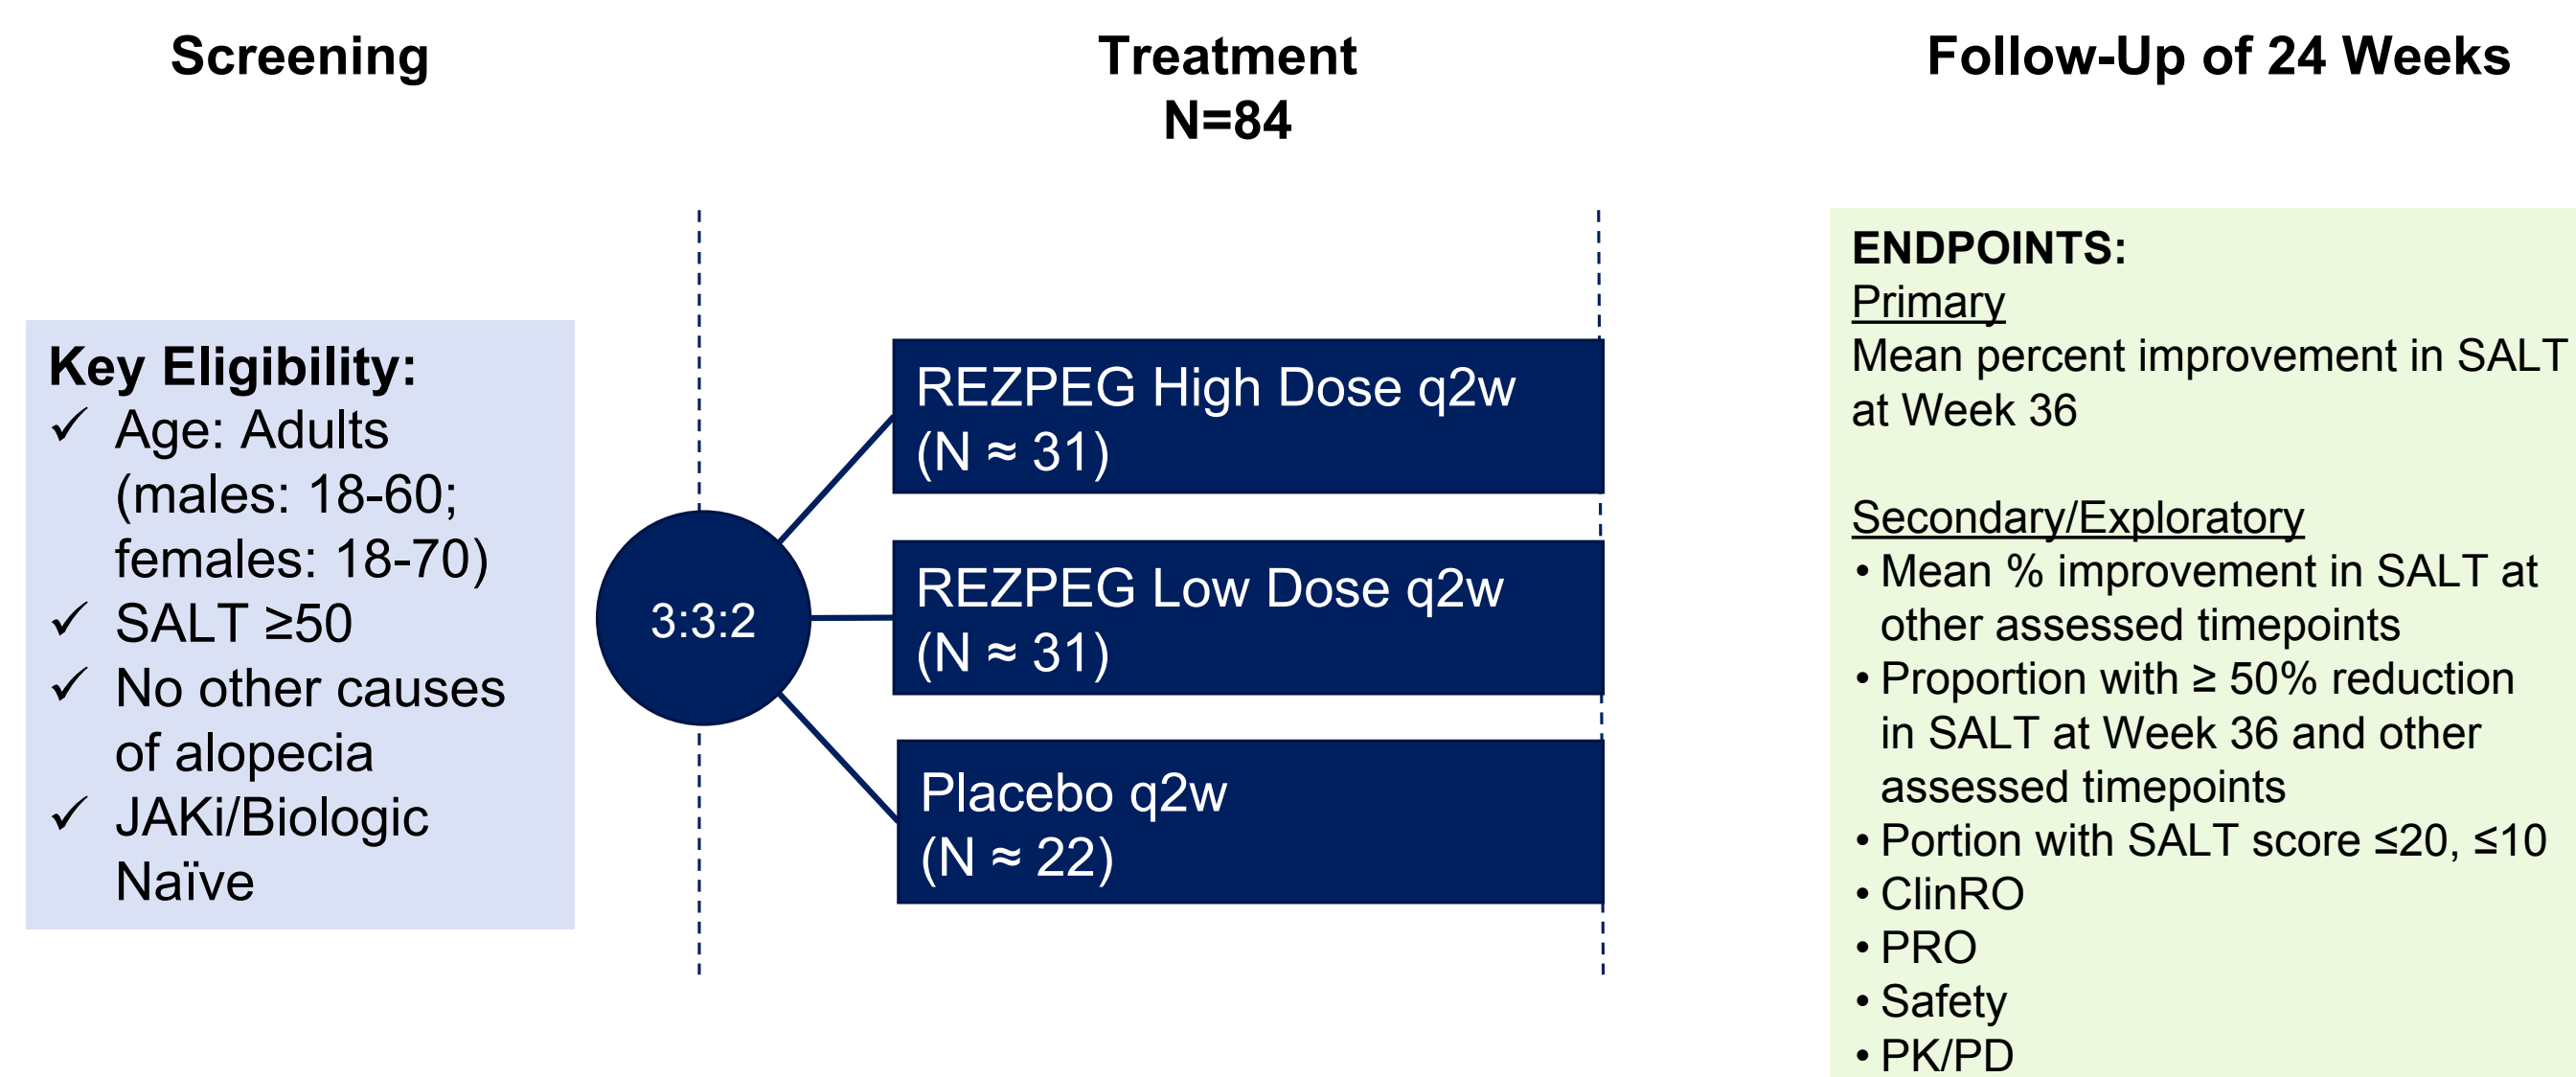 Screening
Treatment
N=84
Follow-Up of 24 Weeks
Key Eligibility:
✓ Age: Adults
(males: 18-60;
females: 18-70)
✓ SALT ≥50
✓ No other causes
of alopecia
✓ JAKi/Biologic
Naïve
3:3:2
REZPEG High Dose q2w
(N ≈ 31)
REZPEG Low Dose q2w
(N ≈ 31)
Placebo q2w
(N ≈ 22)
ENDPOINTS:
Primary
Mean percent improvement in SALT
at Week 36
Secondary/Exploratory
• Mean % improvement in SALT at
other assessed timepoints
• Proportion with ≥ 50% reduction
in SALT at Week 36 and other
assessed timepoints
• Portion with SALT score ≤20, ≤10
• ClinRO
• PRO
• Safety
• PK/PD